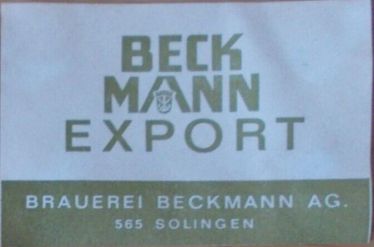 BECK
MANN
EXPORT
BRAUEREI BECKMANN AG.
565 SOLINGEN